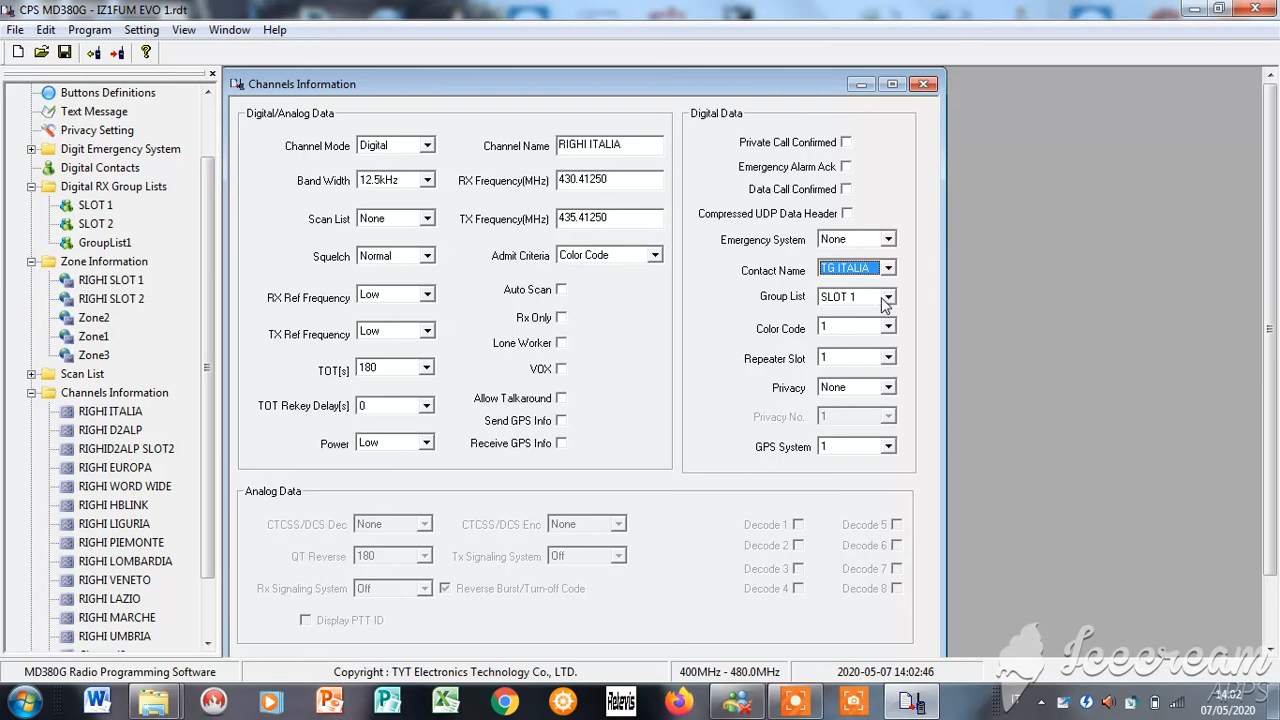 CPS MD380G - IZ1FUM EVO 1.rdt
File Edit Program Setting View Window Help
Buttons Definitions
Text Message
Privacy Setting
Digit Emergency System
Digital Contacts
Digital RX Group Lists
SLOT 1
SLOT 2
GroupList1
Zone Information
RIGHI SLOT 1
RIGHI SLOT 2
Zone2
Zone1
Zone3
Scan List
Channels Information
RIGHI ITALIA
RIGHI D2ALP
RIGHID2ALP SLOT2
RIGHI EUROPA
RIGHI WORD WIDE
RIGHI HBLINK
RIGHI LIGURIA
RIGHI PIEMONTE
RIGHI LOMBARDIA
RIGHI VENETO
RIGHI LAZIO
RIGHI MARCHE
RIGHI UMBRIA
Channels Information
Digital/Analog Data
Channel Mode Digital
Band Width 12.5kHz
Scan List None
Squelch Normal
RX Ref Frequency Low
TX Ref Frequency Low
TOT[s] 180
TOT Rekey Delay[s] 0
Power Low
Channel Name RIGHI ITALIA
RX Frequency(MHz) 430.41250
TX Frequency(MHz) 435.41250
Admit Criteria Color Code
Auto Scan
Rx Only
Lone Worker
VOX
Allow Talkaround
Send GPS Info
Receive GPS Info
Digital Data
Private Call Confirmed
Emergency Alarm Ack
Data Call Confirmed
Compressed UDP Data Header
Emergency System None
Contact Name TG ITALIA
Group List SLOT 1
Color Code 1
Repeater Slot 1
Privacy None
Privacy No. 1
GPS System 1
Analog Data
CTCSS/DCS Dec None
CTCSS/DCS Enc None
QT Reverse 180
Tx Signaling System Off
Rx Signaling System Off
Reverse Burst/Turn-off Code
Display PTT ID
Decode 1 Decode 5
Decode 2 Decode 6
Decode 3 Decode 7
Decode 4 Decode 8
MD380G Radio Programming Software
Copyright : TYT Electronics Technology Co., LTD.
400MHz - 480.0MHz
2020-05-07 14:02:46
Icecream
APPS
Relevis
IT
14:02
07/05/2020